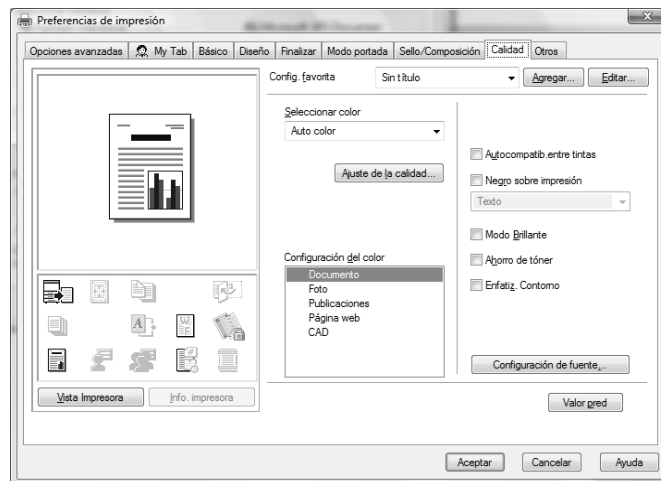 Preferencias de impresión
Opciones avanzadas My Tab Básico Diseño Finalizar Modo portada Sello/Composición Calidad Otros
Config. favorita Sin título Agregar... Editar...
Seleccionar color
Auto color
Ajuste de la calidad...
Autocompatib.entre tintas
Negro sobre impresión
Texto
Modo Brillante
Ahorro de tóner
Enfatiz. Contorno
Configuración del color
Documento
Foto
Publicaciones
Página web
CAD
Configuración de fuente...
Vista Impresora Info. impresora
Valor pred
Aceptar Cancelar Ayuda